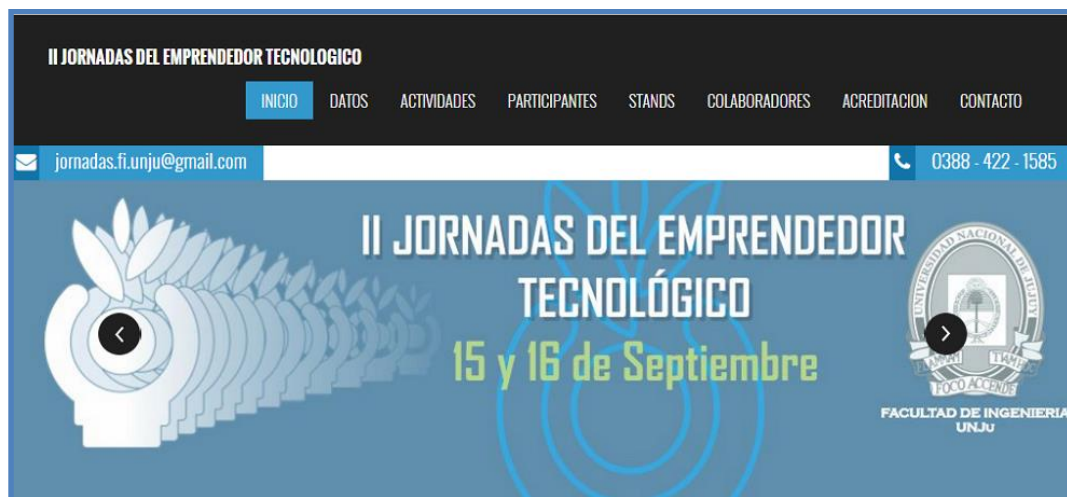 II JORNADAS DEL EMPRENDEDOR TECNOLOGICO
INICIO DATOS ACTIVIDADES PARTICIPANTES STANDS COLABORADORES ACREDITACION CONTACTO
jornadas.fi.unju@gmail.com 0388 - 422 - 1585
II JORNADAS DEL EMPRENDEDOR
TECNOLÓGICO
15 y 16 de Septiembre
UNIVERSIDAD NACIONAL DE JUJUY
FOCO ACCENDE
FACULTAD DE INGENIERIA
UNJu